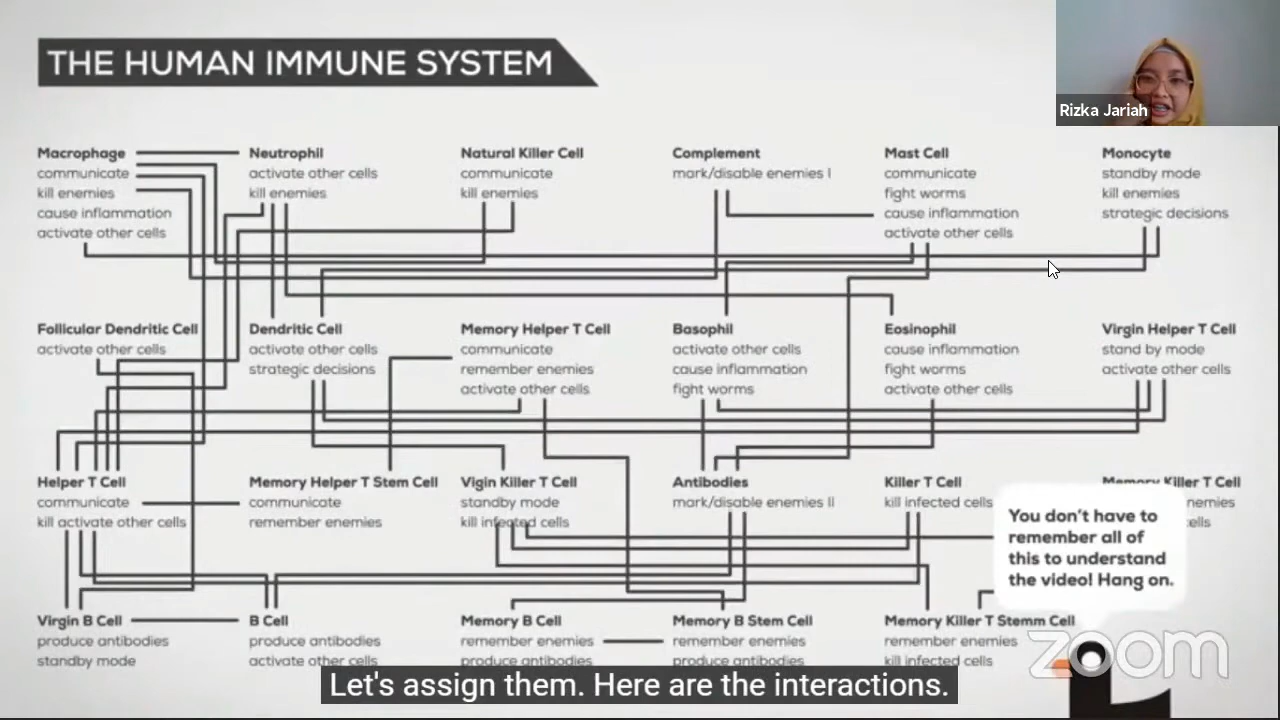 THE HUMAN IMMUNE SYSTEM
Rizka Jariah
Macrophage
communicate
kill enemies
cause inflammation
activate other cells
Neutrophil
activate other cells
kill enemies
Natural Killer Cell
communicate
kill enemies
Complement
mark/disable enemies I
Mast Cell
communicate
fight worms
cause inflammation
activate other cells
Monocyte
standby mode
kill enemies
strategic decisions
Follicular Dendritic Cell
activate other cells
Dendritic Cell
activate other cells
strategic decisions
Memory Helper T Cell
communicate
remember enemies
activate other cells
Basophil
activate other cells
cause inflammation
fight worms
Eosinophil
cause inflammation
fight worms
activate other cells
Virgin Helper T Cell
stand by mode
activate other cells
Helper T Cell
communicate
kill activate other cells
Memory Helper T Stem Cell
communicate
remember enemies
Vigin Killer T Cell
standby mode
kill infected cells
Antibodies
mark/disable enemies II
Killer T Cell
kill infected cells
Memory Killer T Cell
enemies
cells
You don't have to
remember all of
this to understand
the video! Hang on.
Virgin B Cell
produce antibodies
standby mode
B Cell
produce antibodies
activate other cells
Memory B Cell
remember enemies
produce antibodies
Memory B Stem Cell
remember enemies
produce antibodies
Memory Killer T Stemm Cell
remember enemies
kill infected cells
zoom
Let's assign them. Here are the interactions.